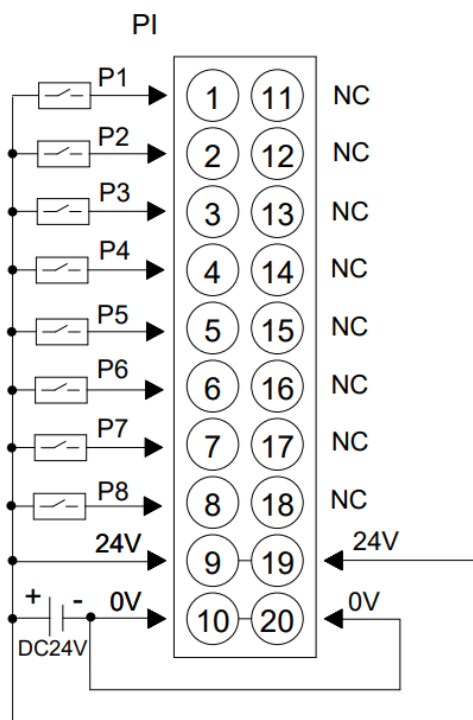 PI
P1 1 11 NC
P2 2 12 NC
P3 3 13 NC
P4 4 14 NC
P5 5 15 NC
P6 6 16 NC
P7 7 17 NC
P8 8 18 NC
24V 9 19 24V
+ - 0V 10 20 0V
DC24V